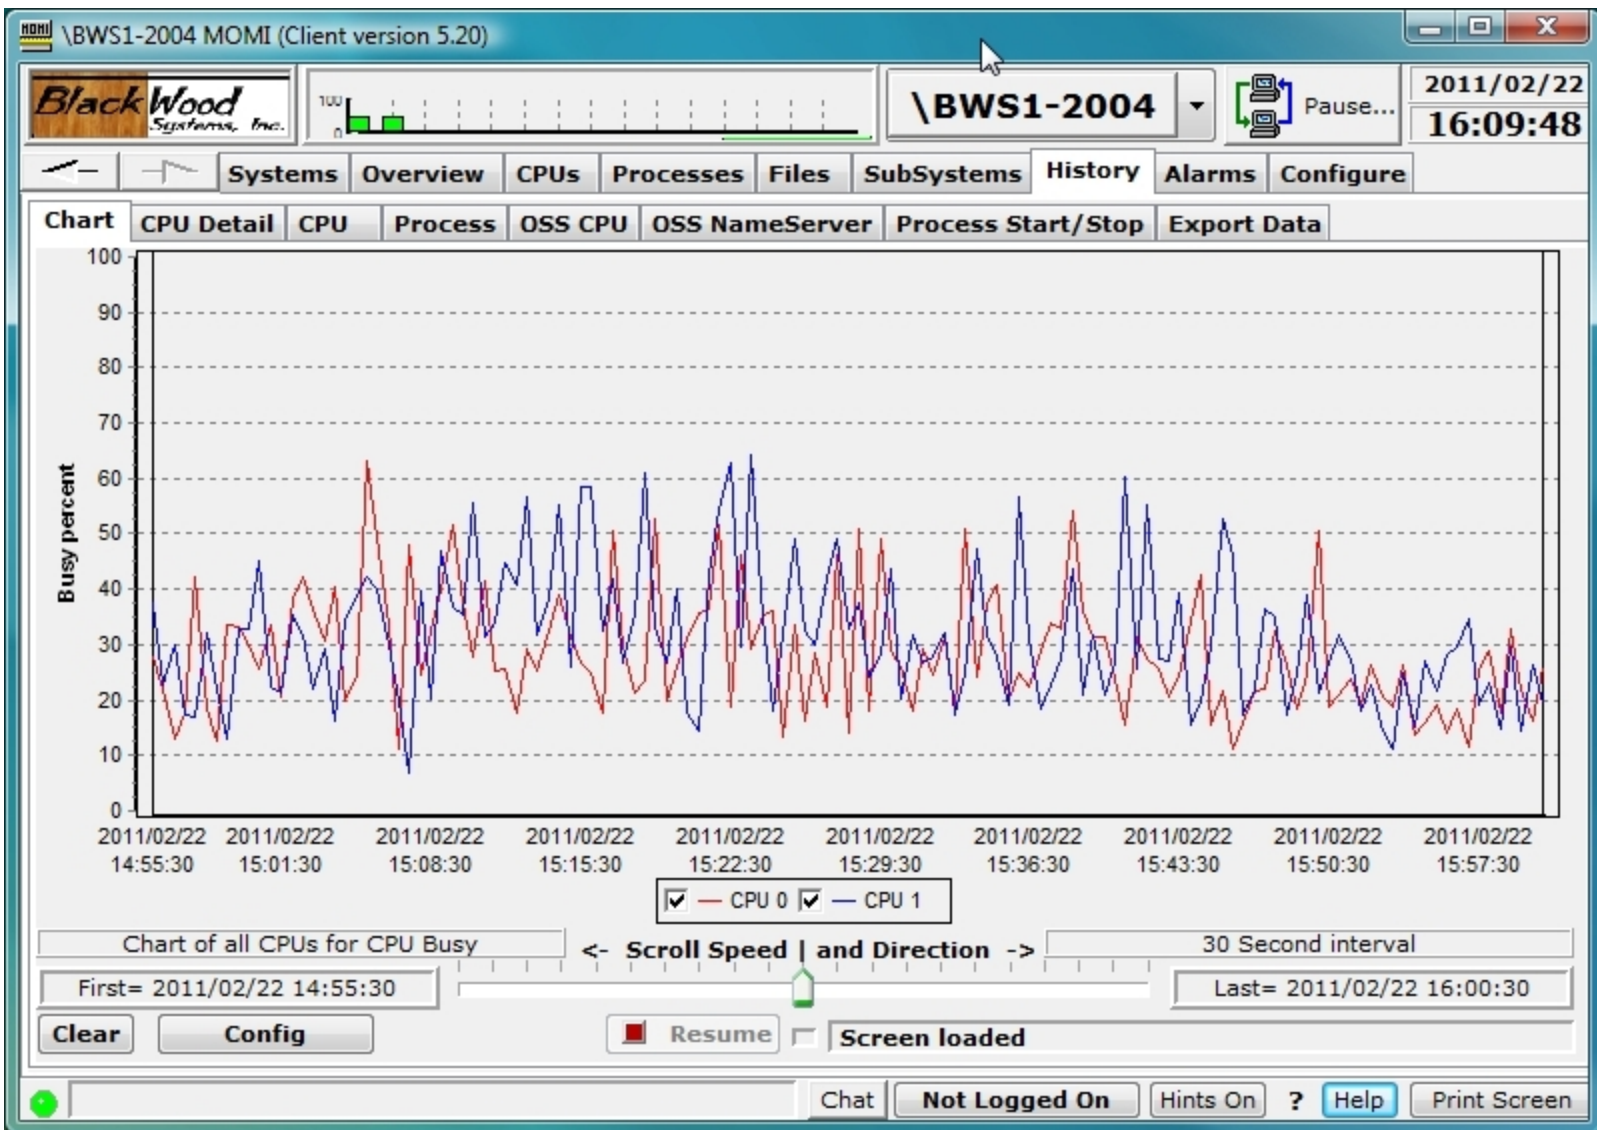 MOMI
\BWS1-2004 MOMI (Client version 5.20)
BlackWood
Systems, Inc.
100
0
\BWS1-2004
Pause...
2011/02/22
16:09:48
Systems Overview CPUs Processes Files SubSystems History Alarms Configure
Chart CPU Detail CPU Process OSS CPU OSS NameServer Process Start/Stop Export Data
100
90
80
70
60
50
40
30
20
10
0
Busy percent
2011/02/22 2011/02/22 2011/02/22 2011/02/22 2011/02/22 2011/02/22 2011/02/22 2011/02/22 2011/02/22 2011/02/22
14:55:30 15:01:30 15:08:30 15:15:30 15:22:30 15:29:30 15:36:30 15:43:30 15:50:30 15:57:30
CPU 0 CPU 1
Chart of all CPUs for CPU Busy
<- Scroll Speed | and Direction ->
30 Second interval
First= 2011/02/22 14:55:30
Last= 2011/02/22 16:00:30
Clear Config Resume Screen loaded
Chat Not Logged On Hints On ? Help Print Screen